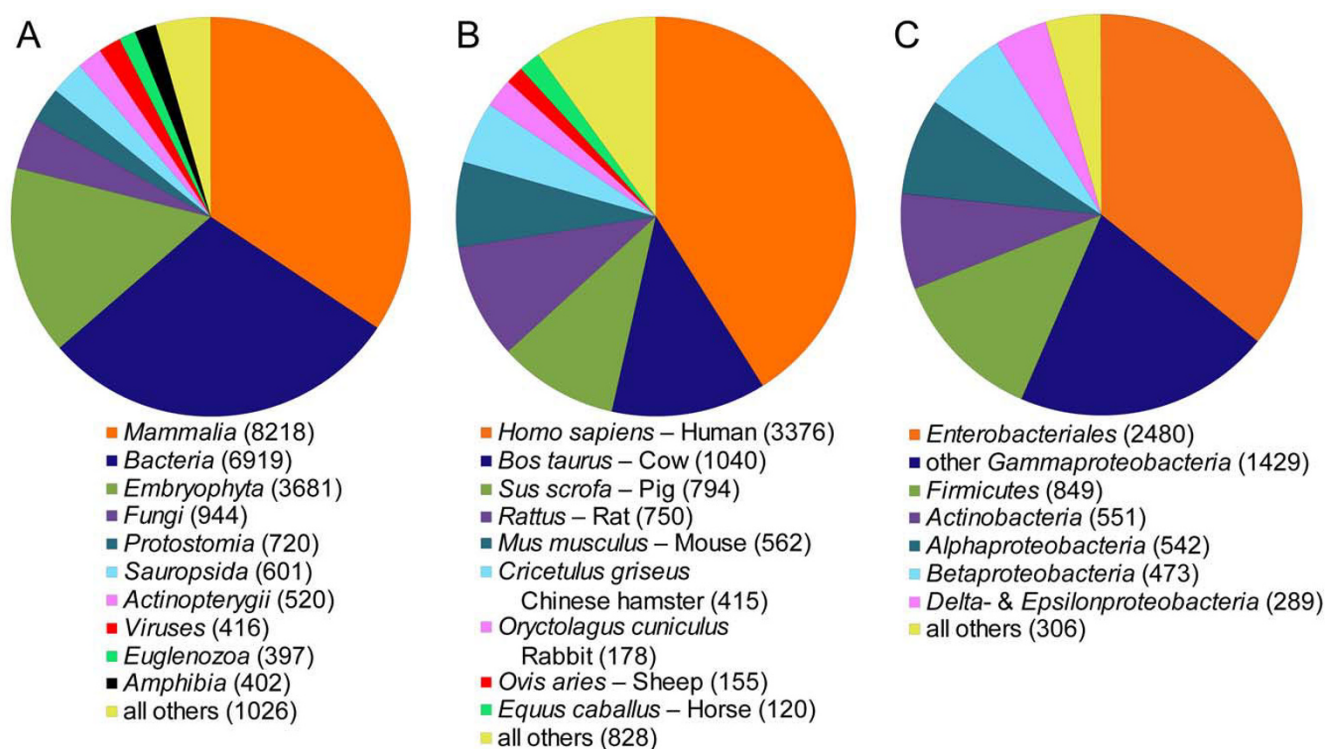 A
B
C
Mammalia (8218)
Bacteria (6919)
Embryophyta (3681)
Fungi (944)
Protostomia (720)
Sauropsida (601)
Actinopterygii (520)
Viruses (416)
Euglenozoa (397)
Amphibia (402)
all others (1026)
Homo sapiens – Human (3376)
Bos taurus – Cow (1040)
Sus scrofa – Pig (794)
Rattus – Rat (750)
Mus musculus – Mouse (562)
Cricetulus griseus
Chinese hamster (415)
Oryctolagus cuniculus
Rabbit (178)
Ovis aries – Sheep (155)
Equus caballus – Horse (120)
all others (828)
Enterobacteriales (2480)
other Gammaproteobacteria (1429)
Firmicutes (849)
Actinobacteria (551)
Alphaproteobacteria (542)
Betaproteobacteria (473)
Delta- & Epsilonproteobacteria (289)
all others (306)